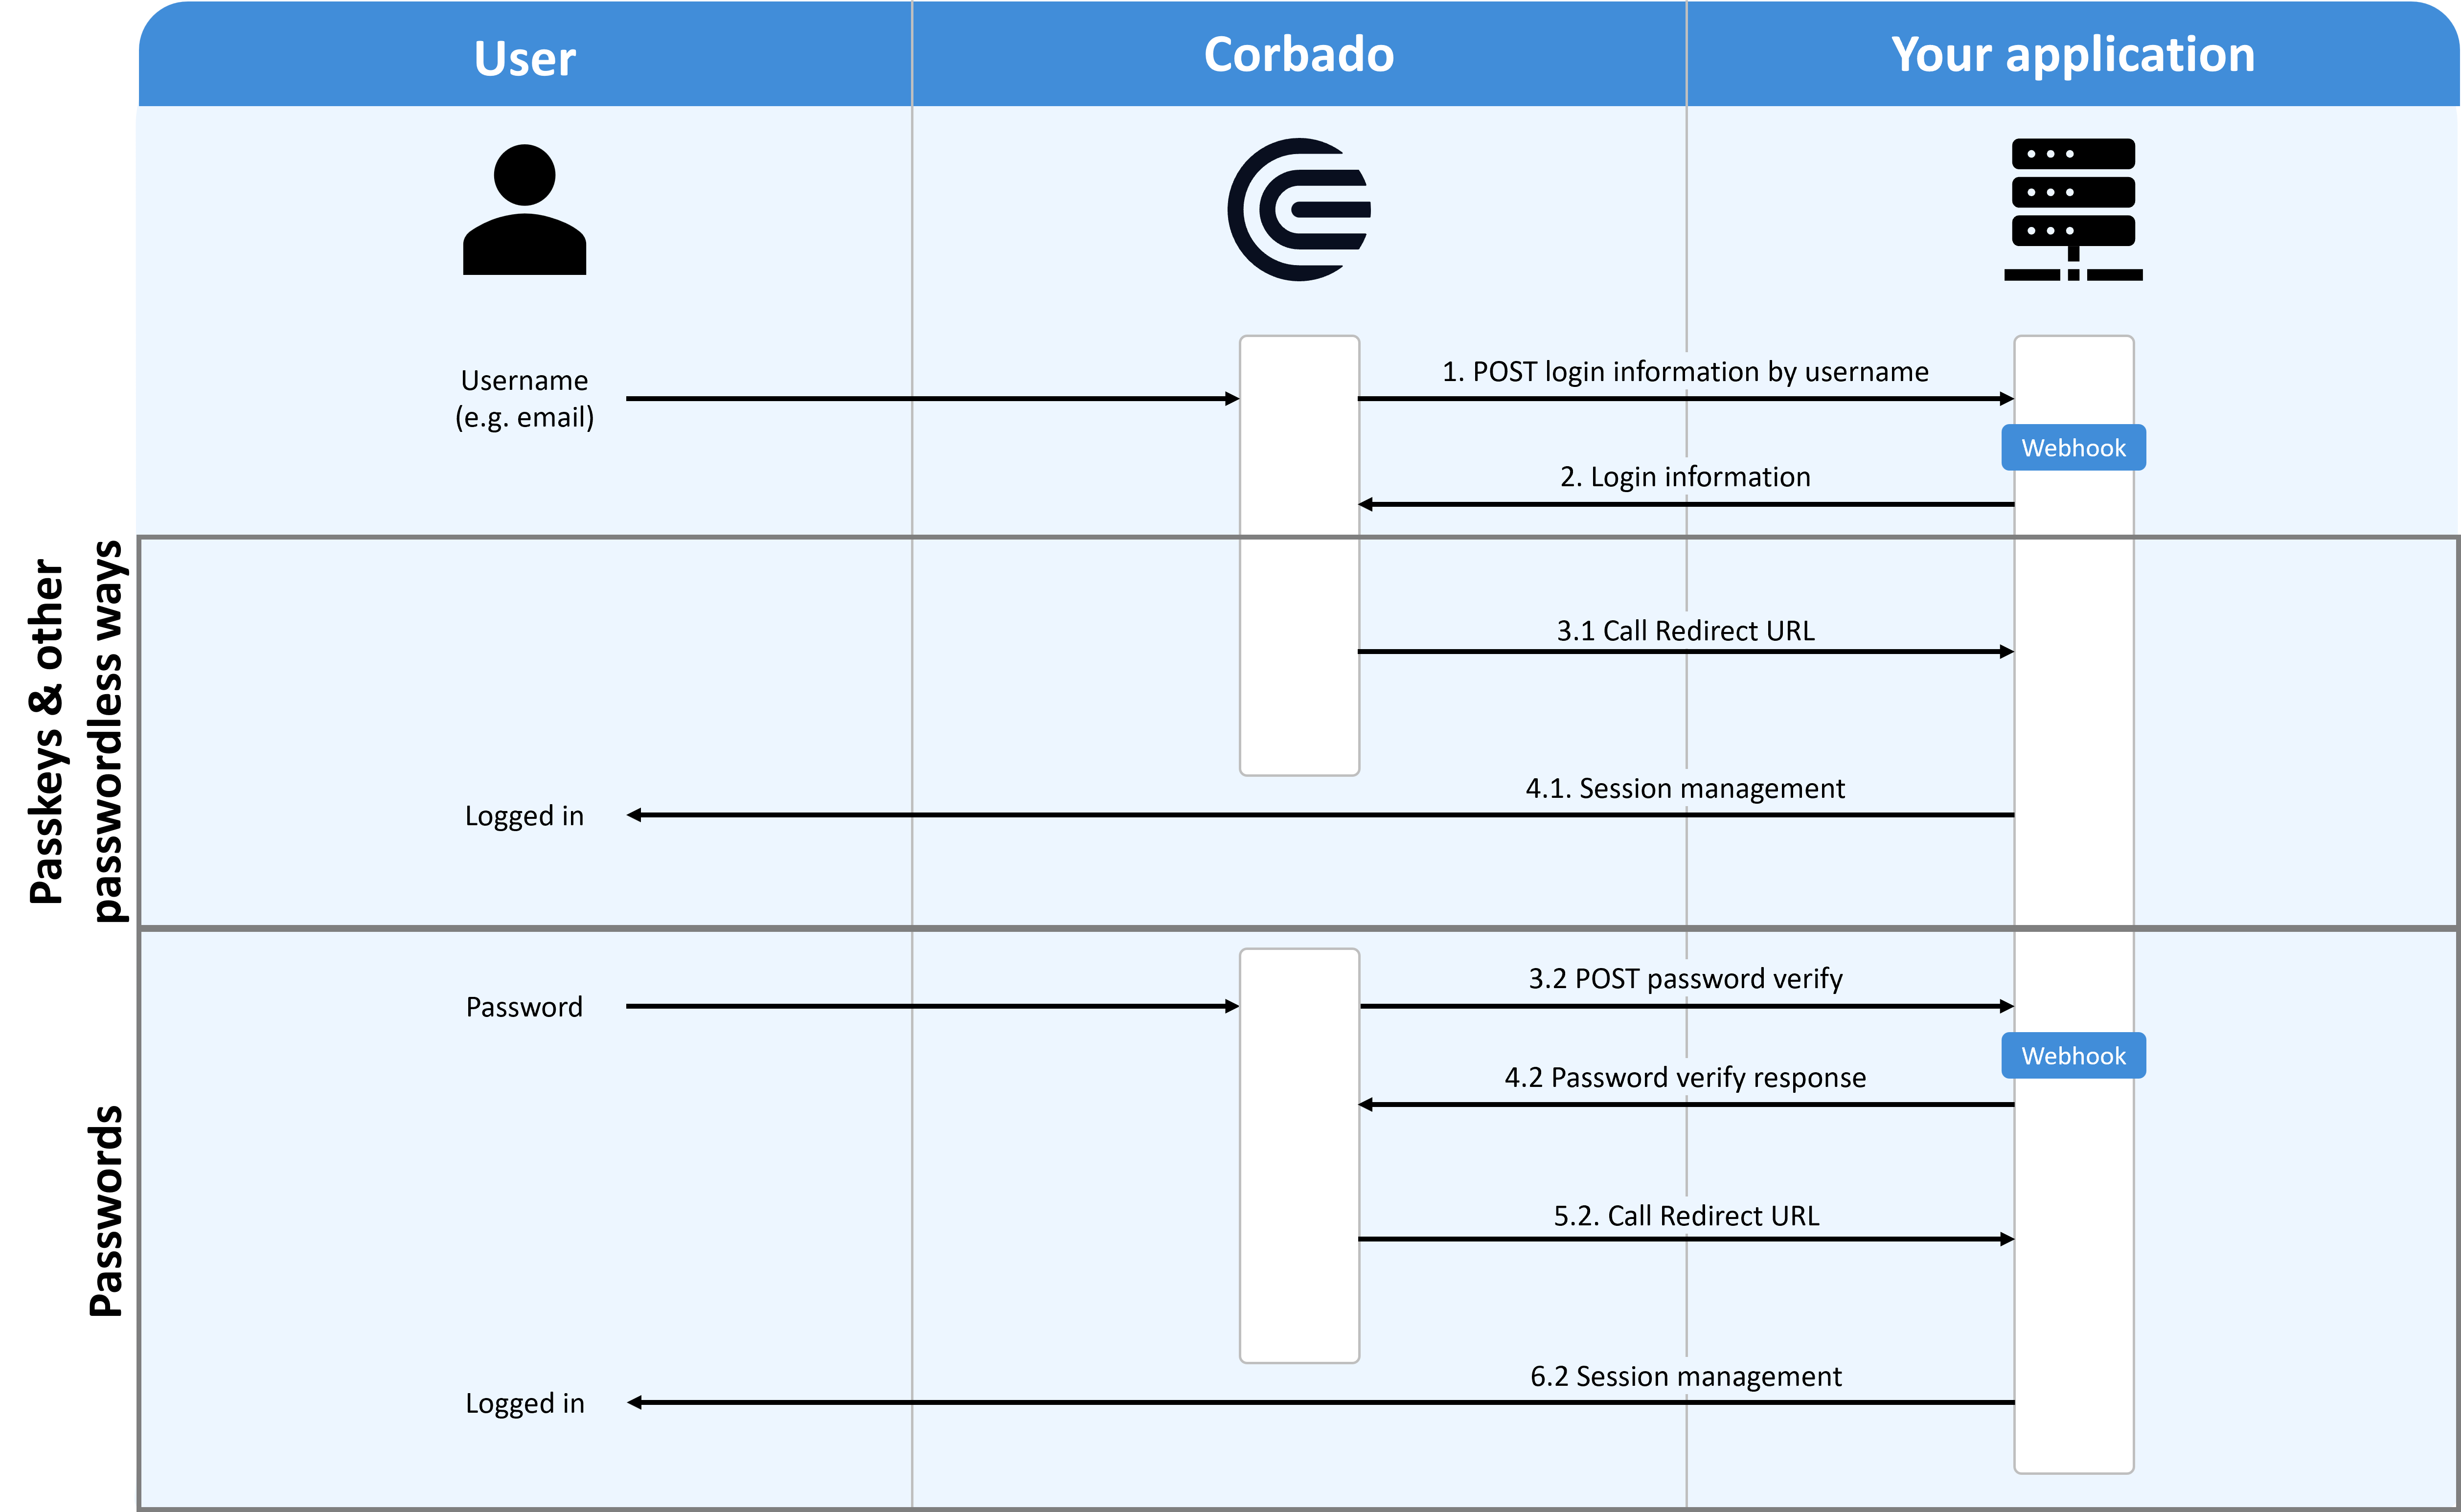 User
Corbado
Your application
Username
(e.g. email)
1. POST login information by username
Webhook
2. Login information
Passkeys & other
passwordless ways
3.1 Call Redirect URL
4.1. Session management
Logged in
Passwords
Password
3.2 POST password verify
Webhook
4.2 Password verify response
5.2. Call Redirect URL
6.2 Session management
Logged in